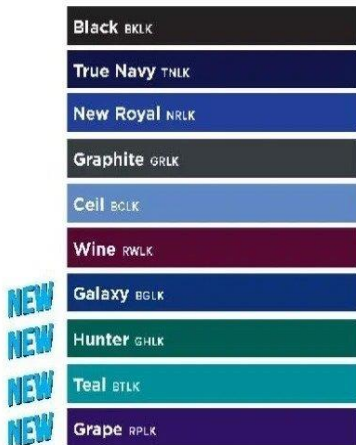 Black BKLK
True Navy TNLK
New Royal NRLK
Graphite GRLK
Ceil BCLK
Wine RWLK
NEW Galaxy BGLK
NEW Hunter GHLK
NEW Teal BTLK
NEW Grape RPLK